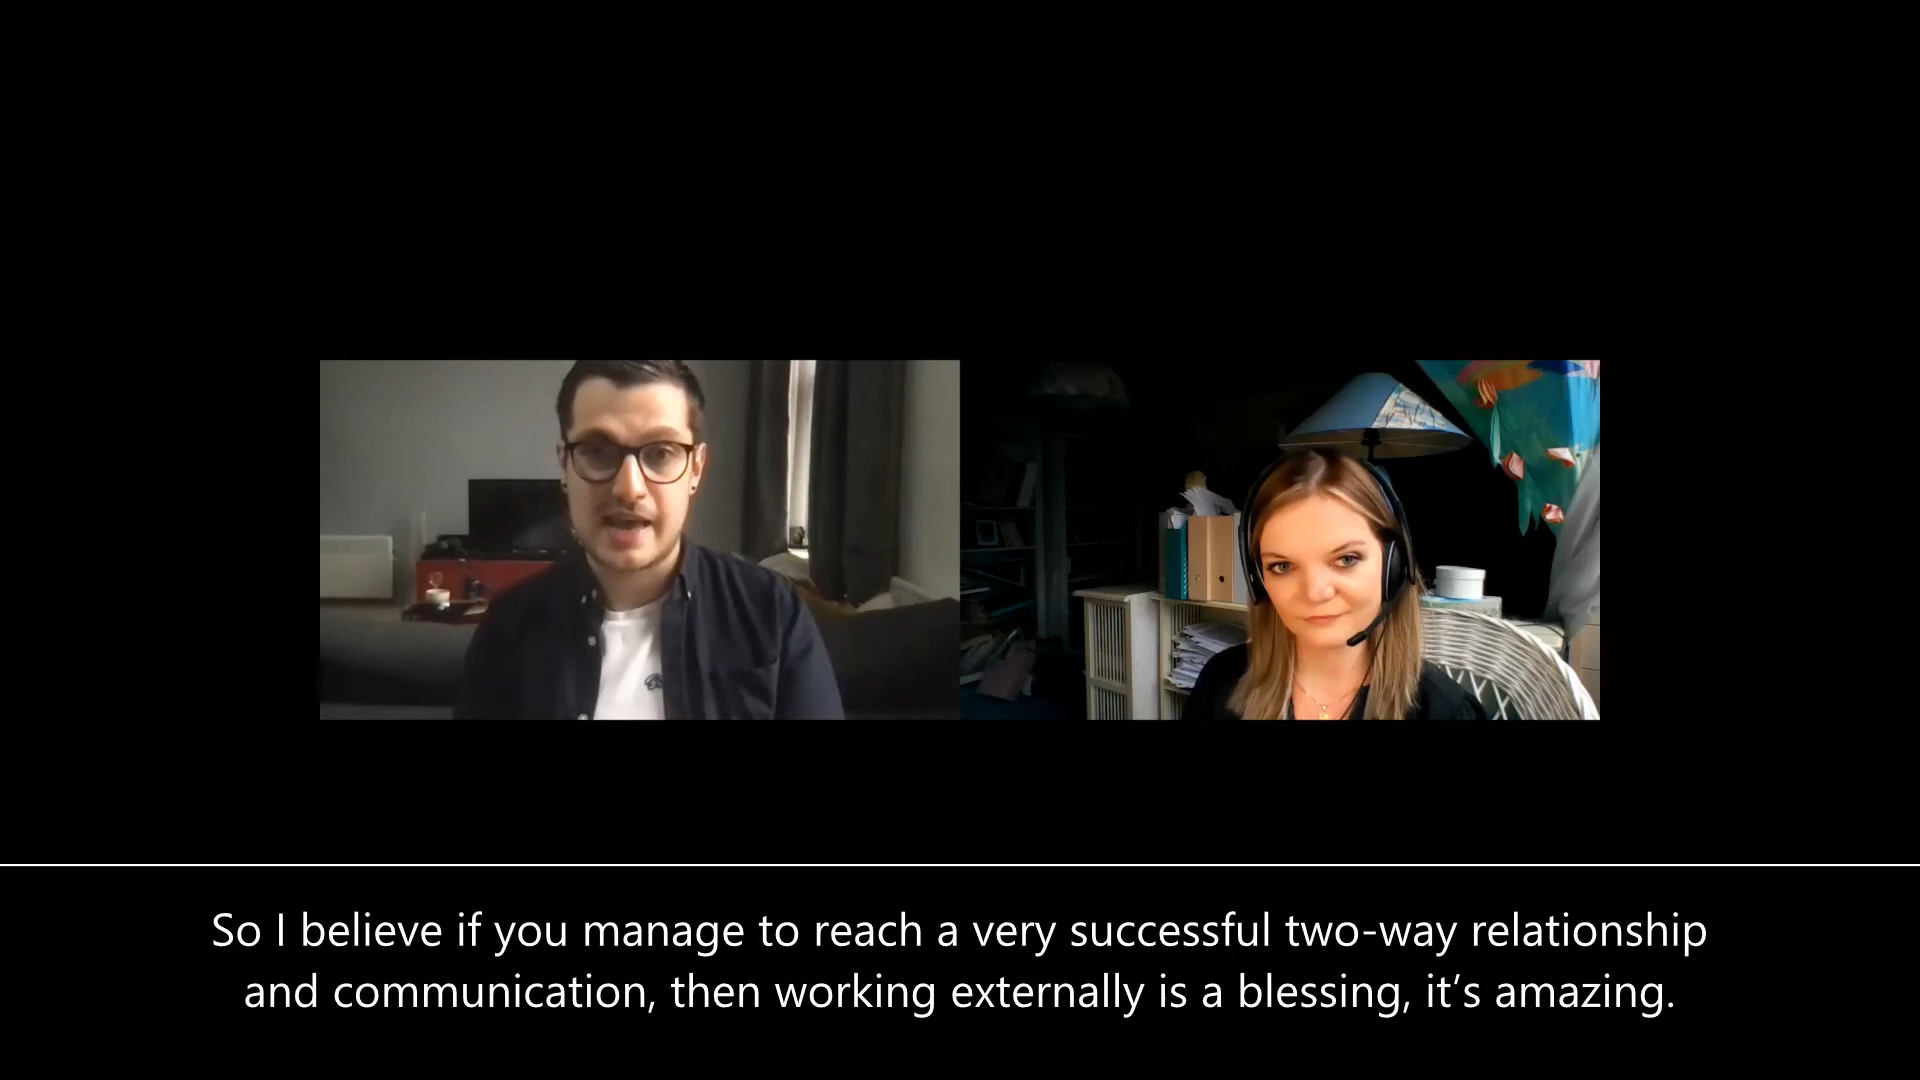 So I believe if you manage to reach a very successful two-way relationship
and communication, then working externally is a blessing, it’s amazing.